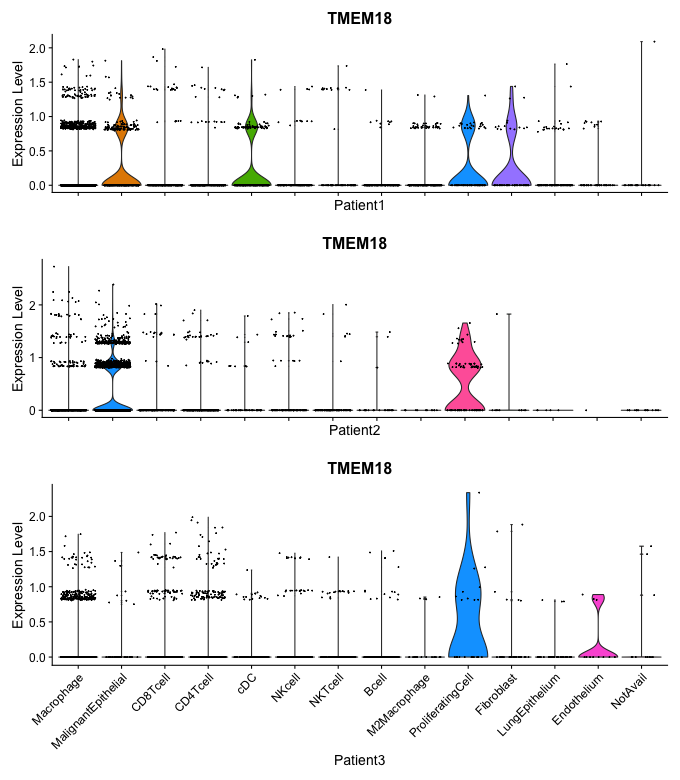 TMEM18
Expression Level
2.0
1.5
1.0
0.5
0.0
Patient1
TMEM18
Expression Level
2
1
0
Patient2
TMEM18
Expression Level
2.0
1.5
1.0
0.5
0.0
Macrophage
MalignantEpithelial
CD8Tcell
CD4Tcell
cDC
NKcell
NKTcell
Bcell
M2Macrophage
ProliferatingCell
Fibroblast
LungEpithelium
Endothelium
NotAvail
Patient3